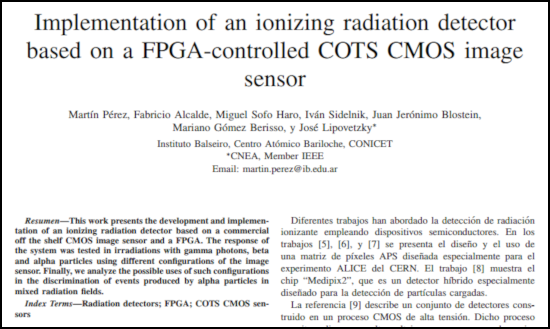 Implementation of an ionizing radiation detector
based on a FPGA-controlled COTS CMOS image
sensor
Martín Pérez, Fabricio Alcalde, Miguel Sofo Haro, Iván Sidelnik, Juan Jerónimo Blostein,
Mariano Gómez Berisso, y José Lipovetzky*
Instituto Balseiro, Centro Atómico Bariloche, CONICET
*CNEA, Member IEEE
Email: martin.perez@ib.edu.ar
Resumen—This work presents the development and implemen-
tation of an ionizing radiation detector based on a commercial
off the shelf CMOS image sensor and a FPGA. The response of
the system was tested in irradiations with gamma photons, beta
and alpha particles using different configurations of the image
sensor. Finally, we analyze the possible uses of such configurations
in the discrimination of events produced by alpha particles in
mixed radiation fields.
Index Terms—Radiation detectors; FPGA; COTS CMOS sen-
sors
Diferentes trabajos han abordado la detección de radiación
ionizante empleando dispositivos semiconductores. En los
trabajos [5], [6], y [7] se presenta el diseño y el uso de
una matriz de píxeles APS diseñada especialmente para el
experimento ALICE del CERN. El trabajo [8] muestra el
chip “Medipix2”, que es un detector híbrido especialmente
diseñado para la detección de partículas cargadas.
La referencia [9] describe un conjunto de detectores cons-
truido en un proceso CMOS de alta tensión. Dicho proceso